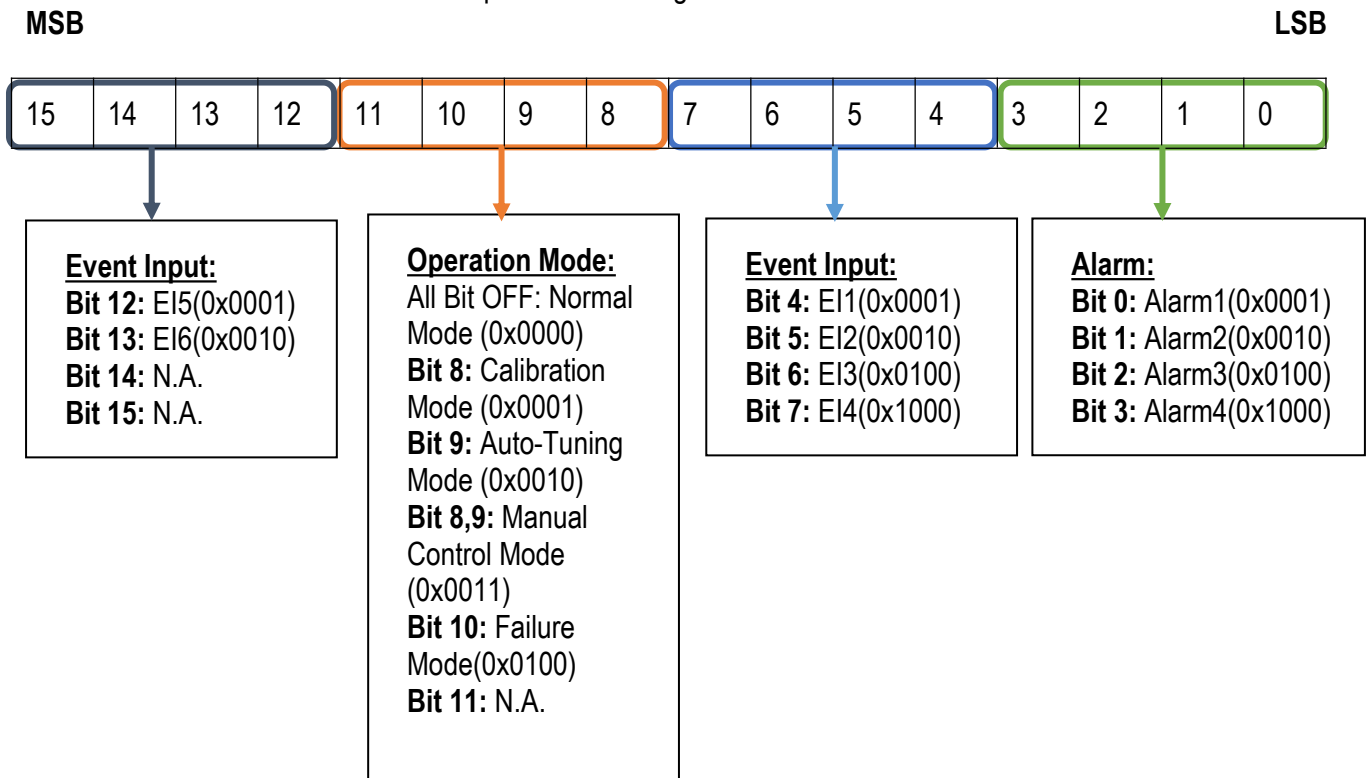 MSB
LSB
15 14 13 12 11 10 9 8 7 6 5 4 3 2 1 0
Event Input:
Bit 12: EI5(0x0001)
Bit 13: EI6(0x0010)
Bit 14: N.A.
Bit 15: N.A.
Operation Mode:
All Bit OFF: Normal
Mode (0x0000)
Bit 8: Calibration
Mode (0x0001)
Bit 9: Auto-Tuning
Mode (0x0010)
Bit 8,9: Manual
Control Mode
(0x0011)
Bit 10: Failure
Mode(0x0100)
Bit 11: N.A.
Event Input:
Bit 4: EI1(0x0001)
Bit 5: EI2(0x0010)
Bit 6: EI3(0x0100)
Bit 7: EI4(0x1000)
Alarm:
Bit 0: Alarm1(0x0001)
Bit 1: Alarm2(0x0010)
Bit 2: Alarm3(0x0100)
Bit 3: Alarm4(0x1000)